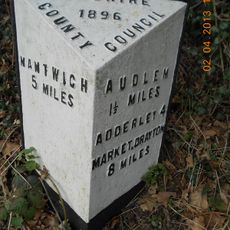 1896
COUNTY COUNCIL
NANTWICH
5 MILES
AUDLEM
1½ MILES
ADDERLEY 4
MARKET DRAYTON
8 MILES
02.04.2013